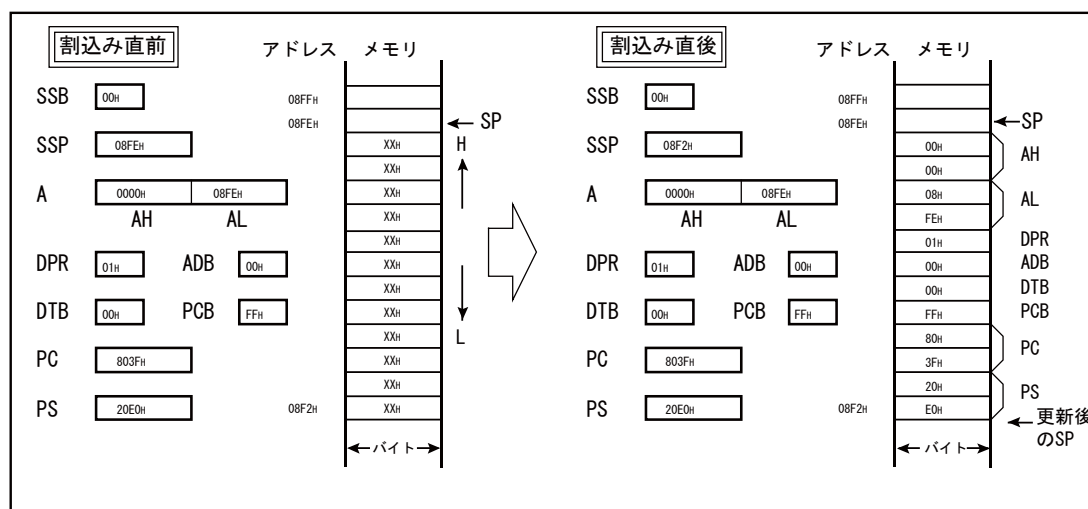 割込み直前 アドレス メモリ
SSB 00H 08FFH
08FEH SP
SSP 08FEH XXH H
XXH
A 0000H 08FEH XXH
AH AL XXH
XXH
DPR 01H ADB 00H XXH
XXH
DTB 00H PCB FFH XXH
XXH L
PC 803FH XXH
XXH
PS 20E0H 08F2H XXH
バイト
割込み直後 アドレス メモリ
SSB 00H 08FFH
08FEH SP
SSP 08F2H 00H AH
00H
A 0000H 08FEH 08H AL
AH AL FEH
01H DPR
DPR 01H ADB 00H 00H ADB
00H DTB
DTB 00H PCB FFH FFH PCB
80H PC
PC 803FH 3FH
20H PS
PS 20E0H 08F2H E0H
更新後
のSP
バイト